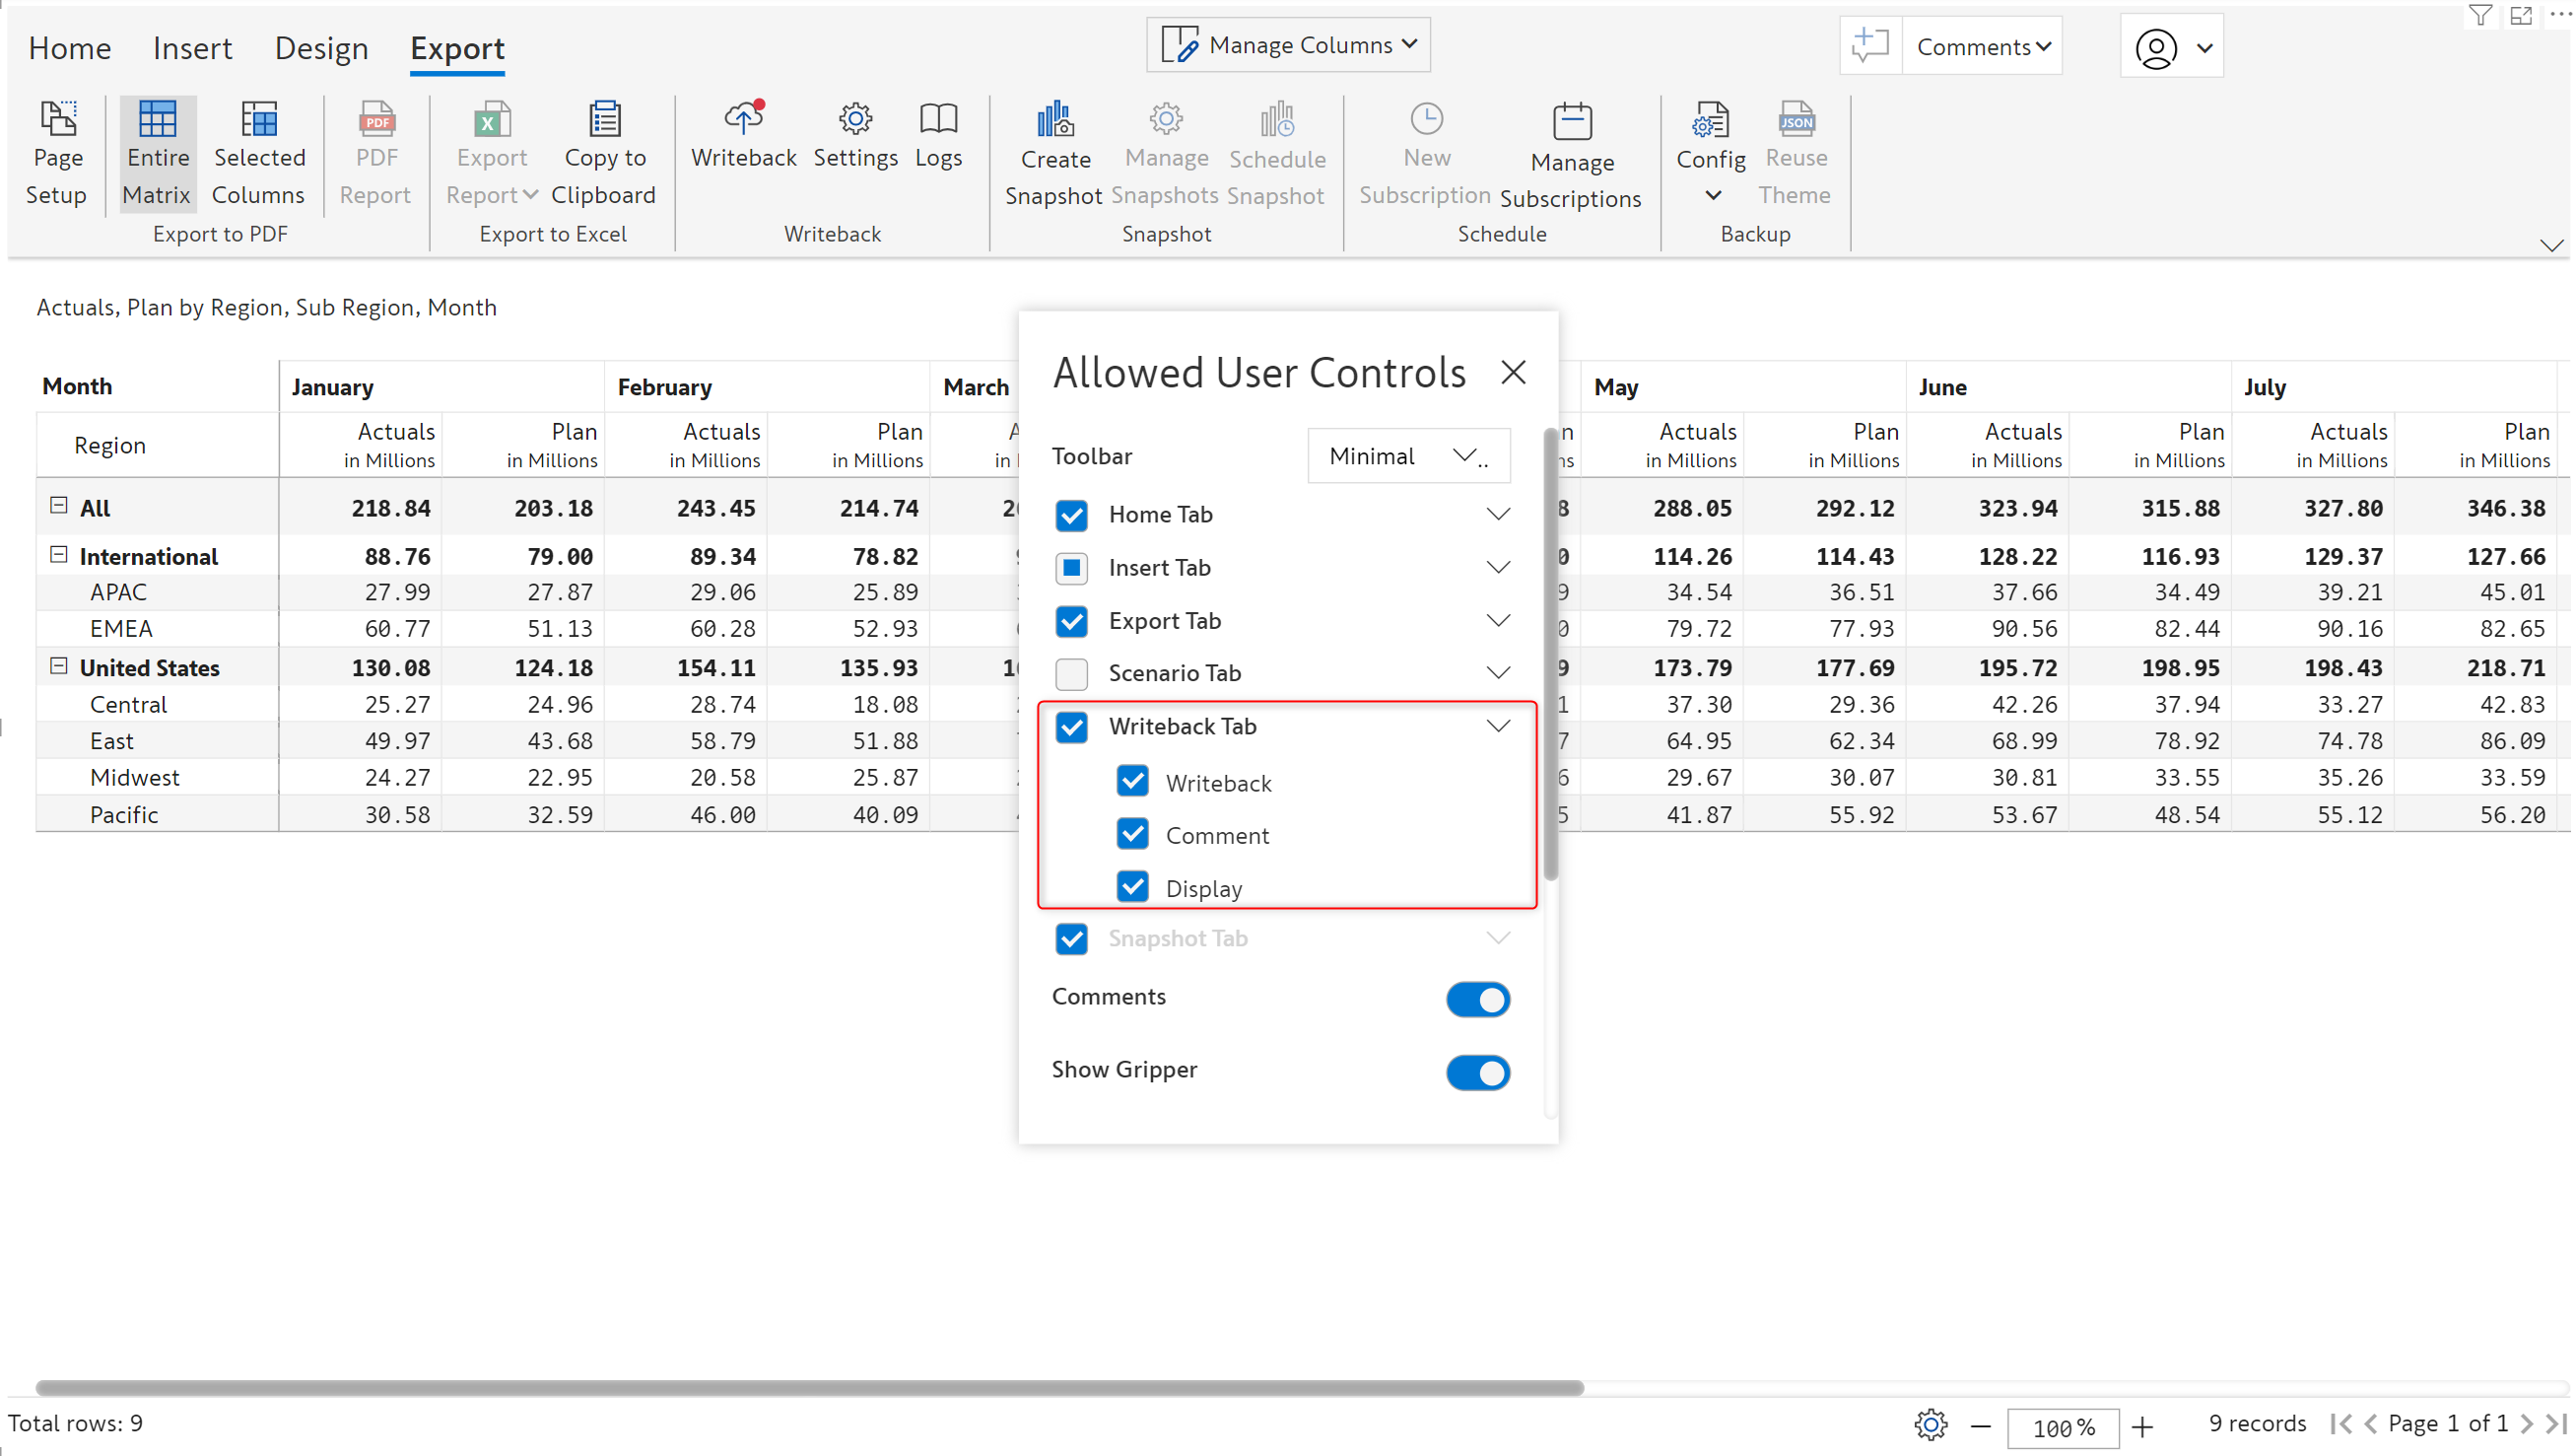 Home Insert Design Export Manage Columns Comments
Page Setup Entire Matrix Selected Columns PDF Report Export Report Copy to Clipboard Writeback Settings Logs Create Snapshot Manage Snapshots Schedule Snapshot New Subscription Manage Subscriptions Config Reuse Theme
PDF X JSON
Export to PDF Export to Excel Writeback Snapshot Schedule Backup
Actuals, Plan by Region, Sub Region, Month
Month January February March May June July
Region Actuals in Millions Plan in Millions Actuals in Millions Plan in Millions Actuals in Millions Plan in Millions Actuals in Millions Plan in Millions Actuals in Millions Plan in Millions
All 218.84 203.18 243.45 214.74 288.05 292.12 323.94 315.88 327.80 346.38
International 88.76 79.00 89.34 78.82 114.26 114.43 128.22 116.93 129.37 127.66
APAC 27.99 27.87 29.06 25.89 34.54 36.51 37.66 34.49 39.21 45.01
EMEA 60.77 51.13 60.28 52.93 79.72 77.93 90.56 82.44 90.16 82.65
United States 130.08 124.18 154.11 135.93 173.79 177.69 195.72 198.95 198.43 218.71
Central 25.27 24.96 28.74 18.08 37.30 29.36 42.26 37.94 33.27 42.83
East 49.97 43.68 58.79 51.88 64.95 62.34 68.99 78.92 74.78 86.09
Midwest 24.27 22.95 20.58 25.87 29.67 30.07 30.81 33.55 35.26 33.59
Pacific 30.58 32.59 46.00 40.09 41.87 55.92 53.67 48.54 55.12 56.20
Allowed User Controls
Toolbar Minimal ..
Home Tab
Insert Tab
Export Tab
Scenario Tab
Writeback Tab
Writeback
Comment
Display
Snapshot Tab
Comments
Show Gripper
Total rows: 9 100% 9 records Page 1 of 1